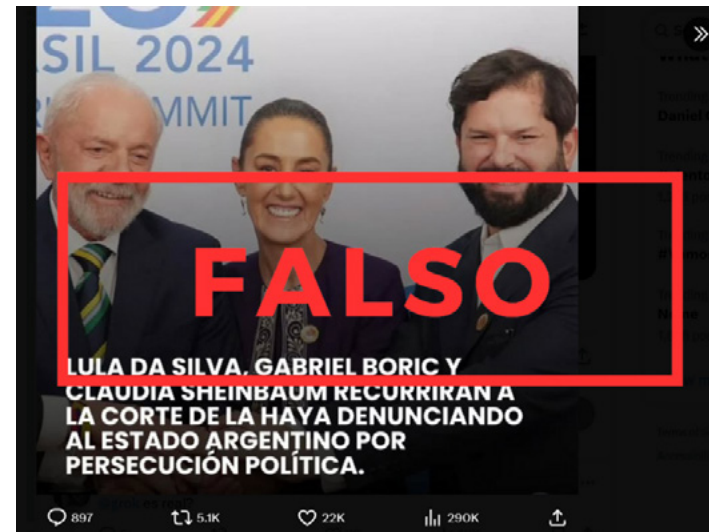 SIL 2024
MMIT
FALSO
LULA DA SILVA, GABRIEL BORIC Y
CLAUDIA SHEINBAUM RECURRIRÁN A
LA CORTE DE LA HAYA DENUNCIANDO
AL ESTADO ARGENTINO POR
PERSECUCIÓN POLÍTICA.
897 5.1K 22K 290K